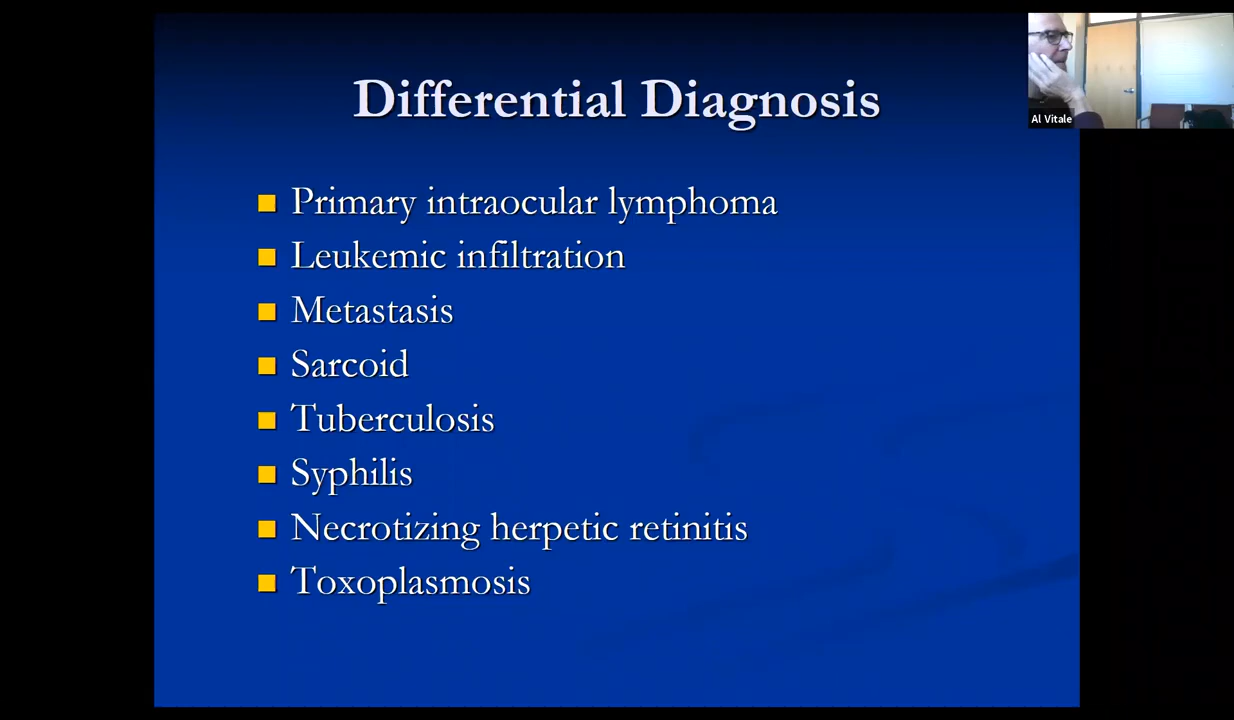 Differential Diagnosis
Primary intraocular lymphoma
Leukemic infiltration
Metastasis
Sarcoid
Tuberculosis
Syphilis
Necrotizing herpetic retinitis
Toxoplasmosis
Al Vitale